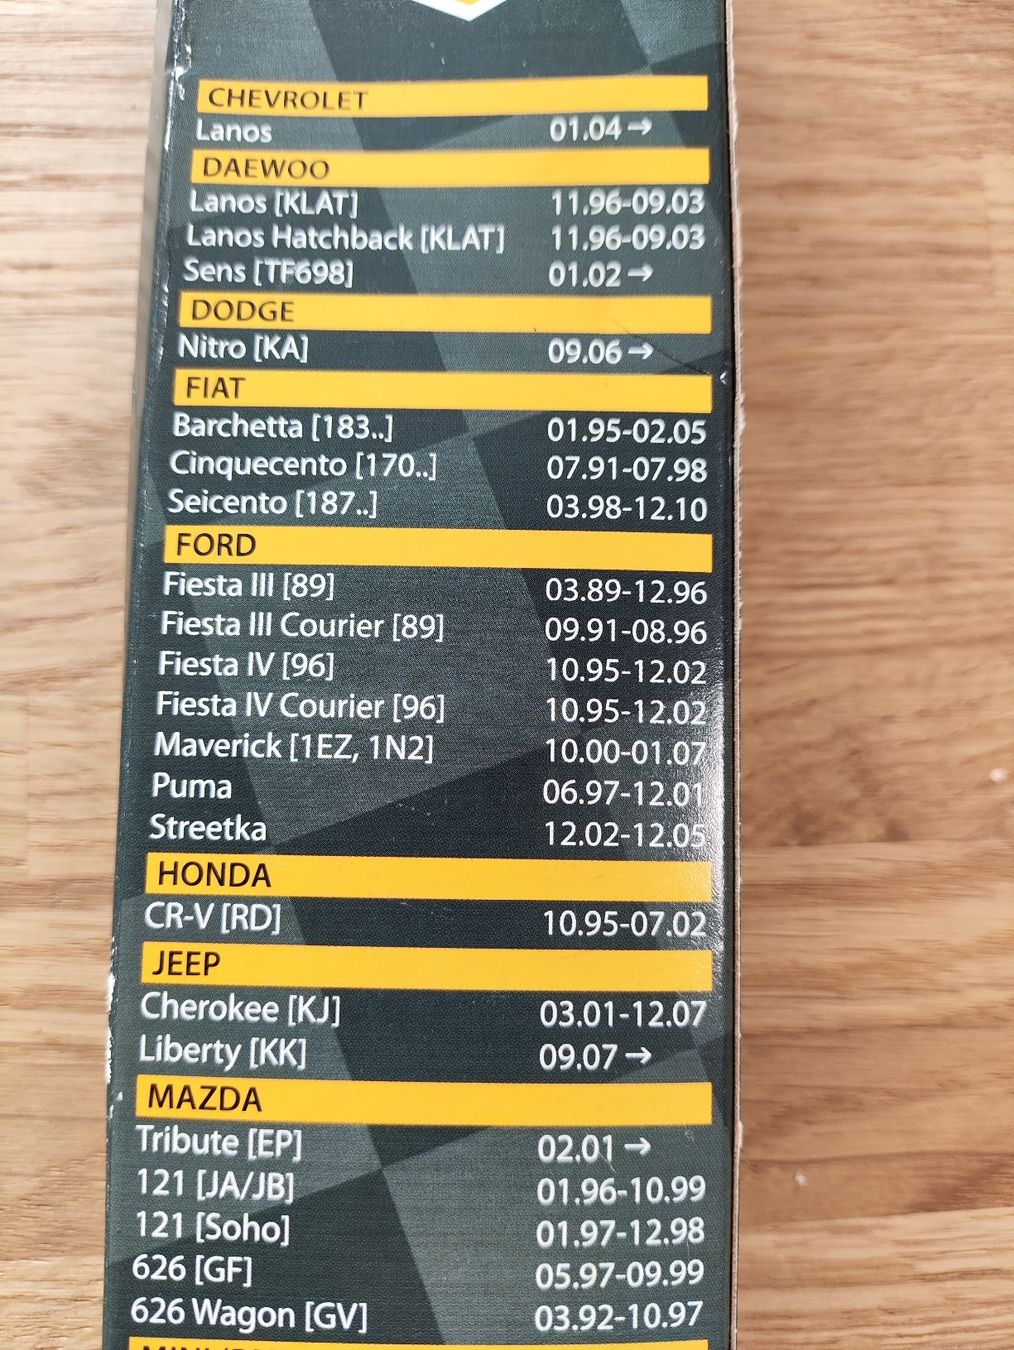 CHEVROLET
Lanos 01.04→
DAEWOO
Lanos [KLAT] 11.96-09.03
Lanos Hatchback [KLAT] 11.96-09.03
Sens [TF698] 01.02→
DODGE
Nitro [KA] 09.06→
FIAT
Barchetta [183..] 01.95-02.05
Cinquecento [170..] 07.91-07.98
Seicento [187..] 03.98-12.10
FORD
Fiesta III [89] 03.89-12.96
Fiesta III Courier [89] 09.91-08.96
Fiesta IV [96] 10.95-12.02
Fiesta IV Courier [96] 10.95-12.02
Maverick [1EZ, 1N2] 10.00-01.07
Puma 06.97-12.01
Streetka 12.02-12.05
HONDA
CR-V [RD] 10.95-07.02
JEEP
Cherokee [KJ] 03.01-12.07
Liberty [KK] 09.07→
MAZDA
Tribute [EP] 02.01→
121 [JA/JB] 01.96-10.99
121 [Soho] 01.97-12.98
626 [GF] 05.97-09.99
626 Wagon [GV] 03.92-10.97